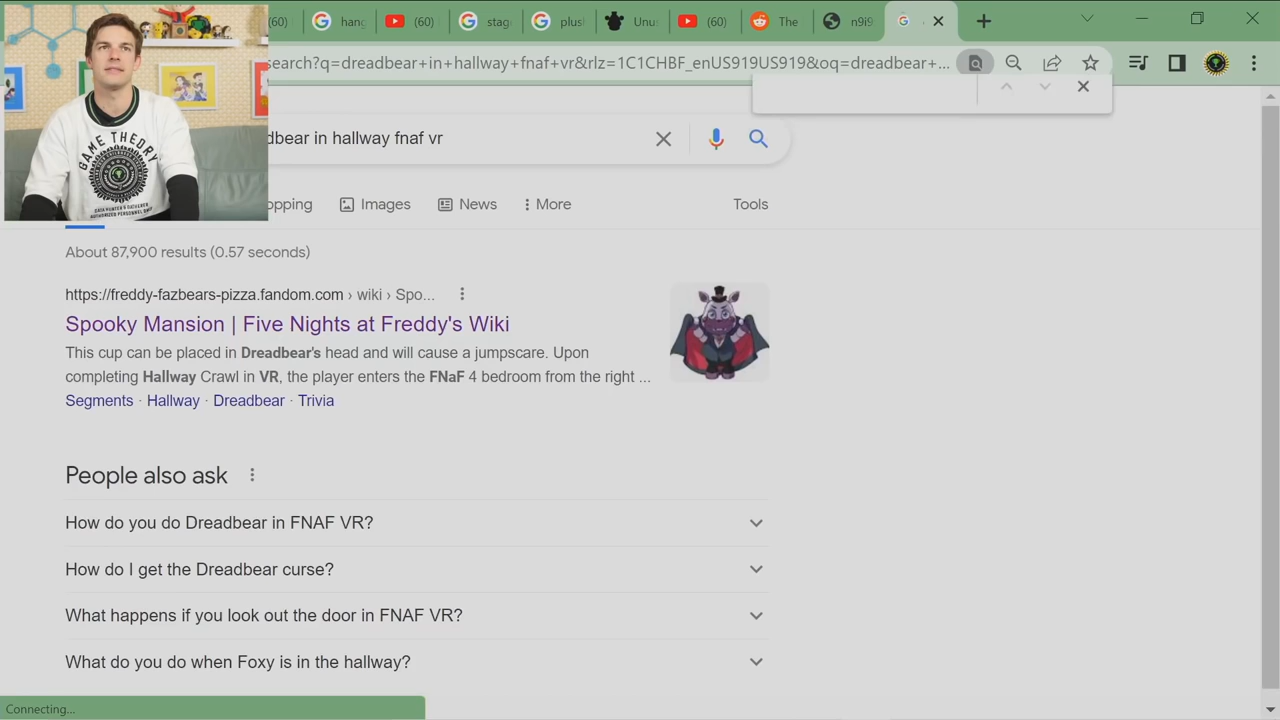 (60)
hang
(60)
stag
plus
Unu
(60)
The
n9i9
search?q=dreadbear+in+hallway+fnaf+vr&rlz=1C1CHBF_enUS919US919&oq=dreadbear+...
dbear in hallway fnaf vr
GAME THEORY
opping
Images
News
More
Tools
About 87,900 results (0.57 seconds)
https://freddy-fazbears-pizza.fandom.com › wiki › Spo...
Spooky Mansion | Five Nights at Freddy's Wiki
This cup can be placed in Dreadbear's head and will cause a jumpscare. Upon
completing Hallway Crawl in VR, the player enters the FNaF 4 bedroom from the right ...
Segments · Hallway · Dreadbear · Trivia
People also ask
How do you do Dreadbear in FNAF VR?
How do I get the Dreadbear curse?
What happens if you look out the door in FNAF VR?
What do you do when Foxy is in the hallway?
Connecting...